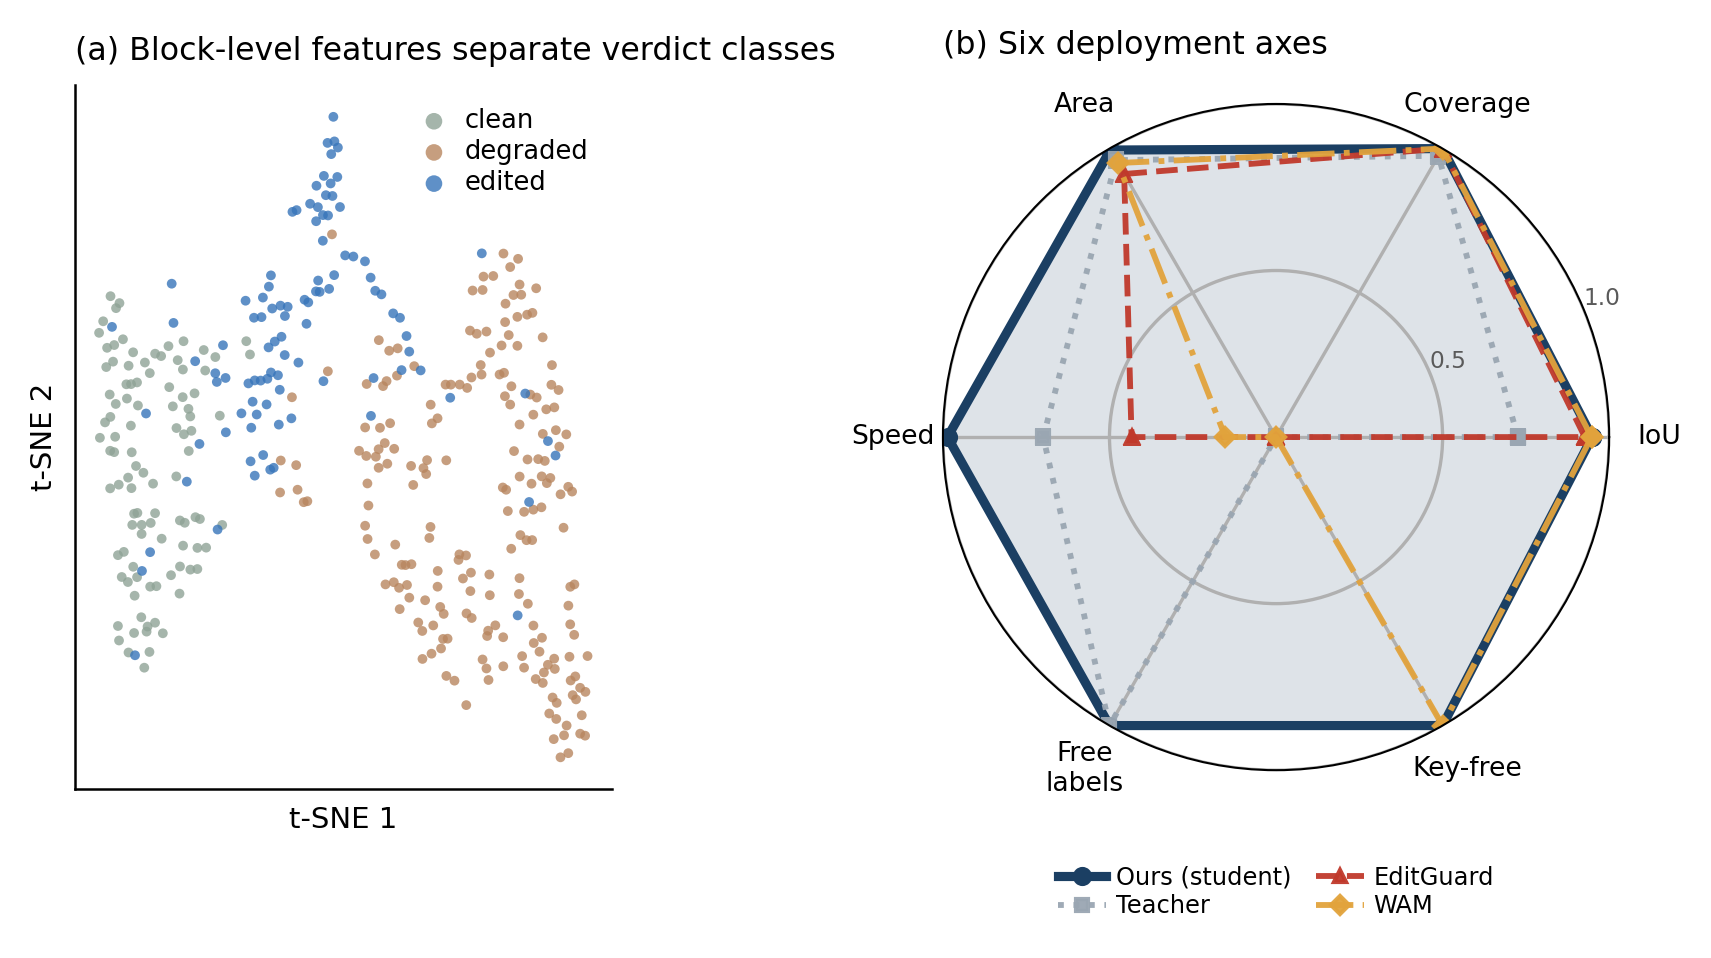 (a) Block-level features separate verdict classes
clean
degraded
edited
t-SNE 2
t-SNE 1
(b) Six deployment axes
Area
Coverage
1.0
0.5
Speed
IoU
Free
labels
Key-free
Ours (student)
Teacher
EditGuard
WAM